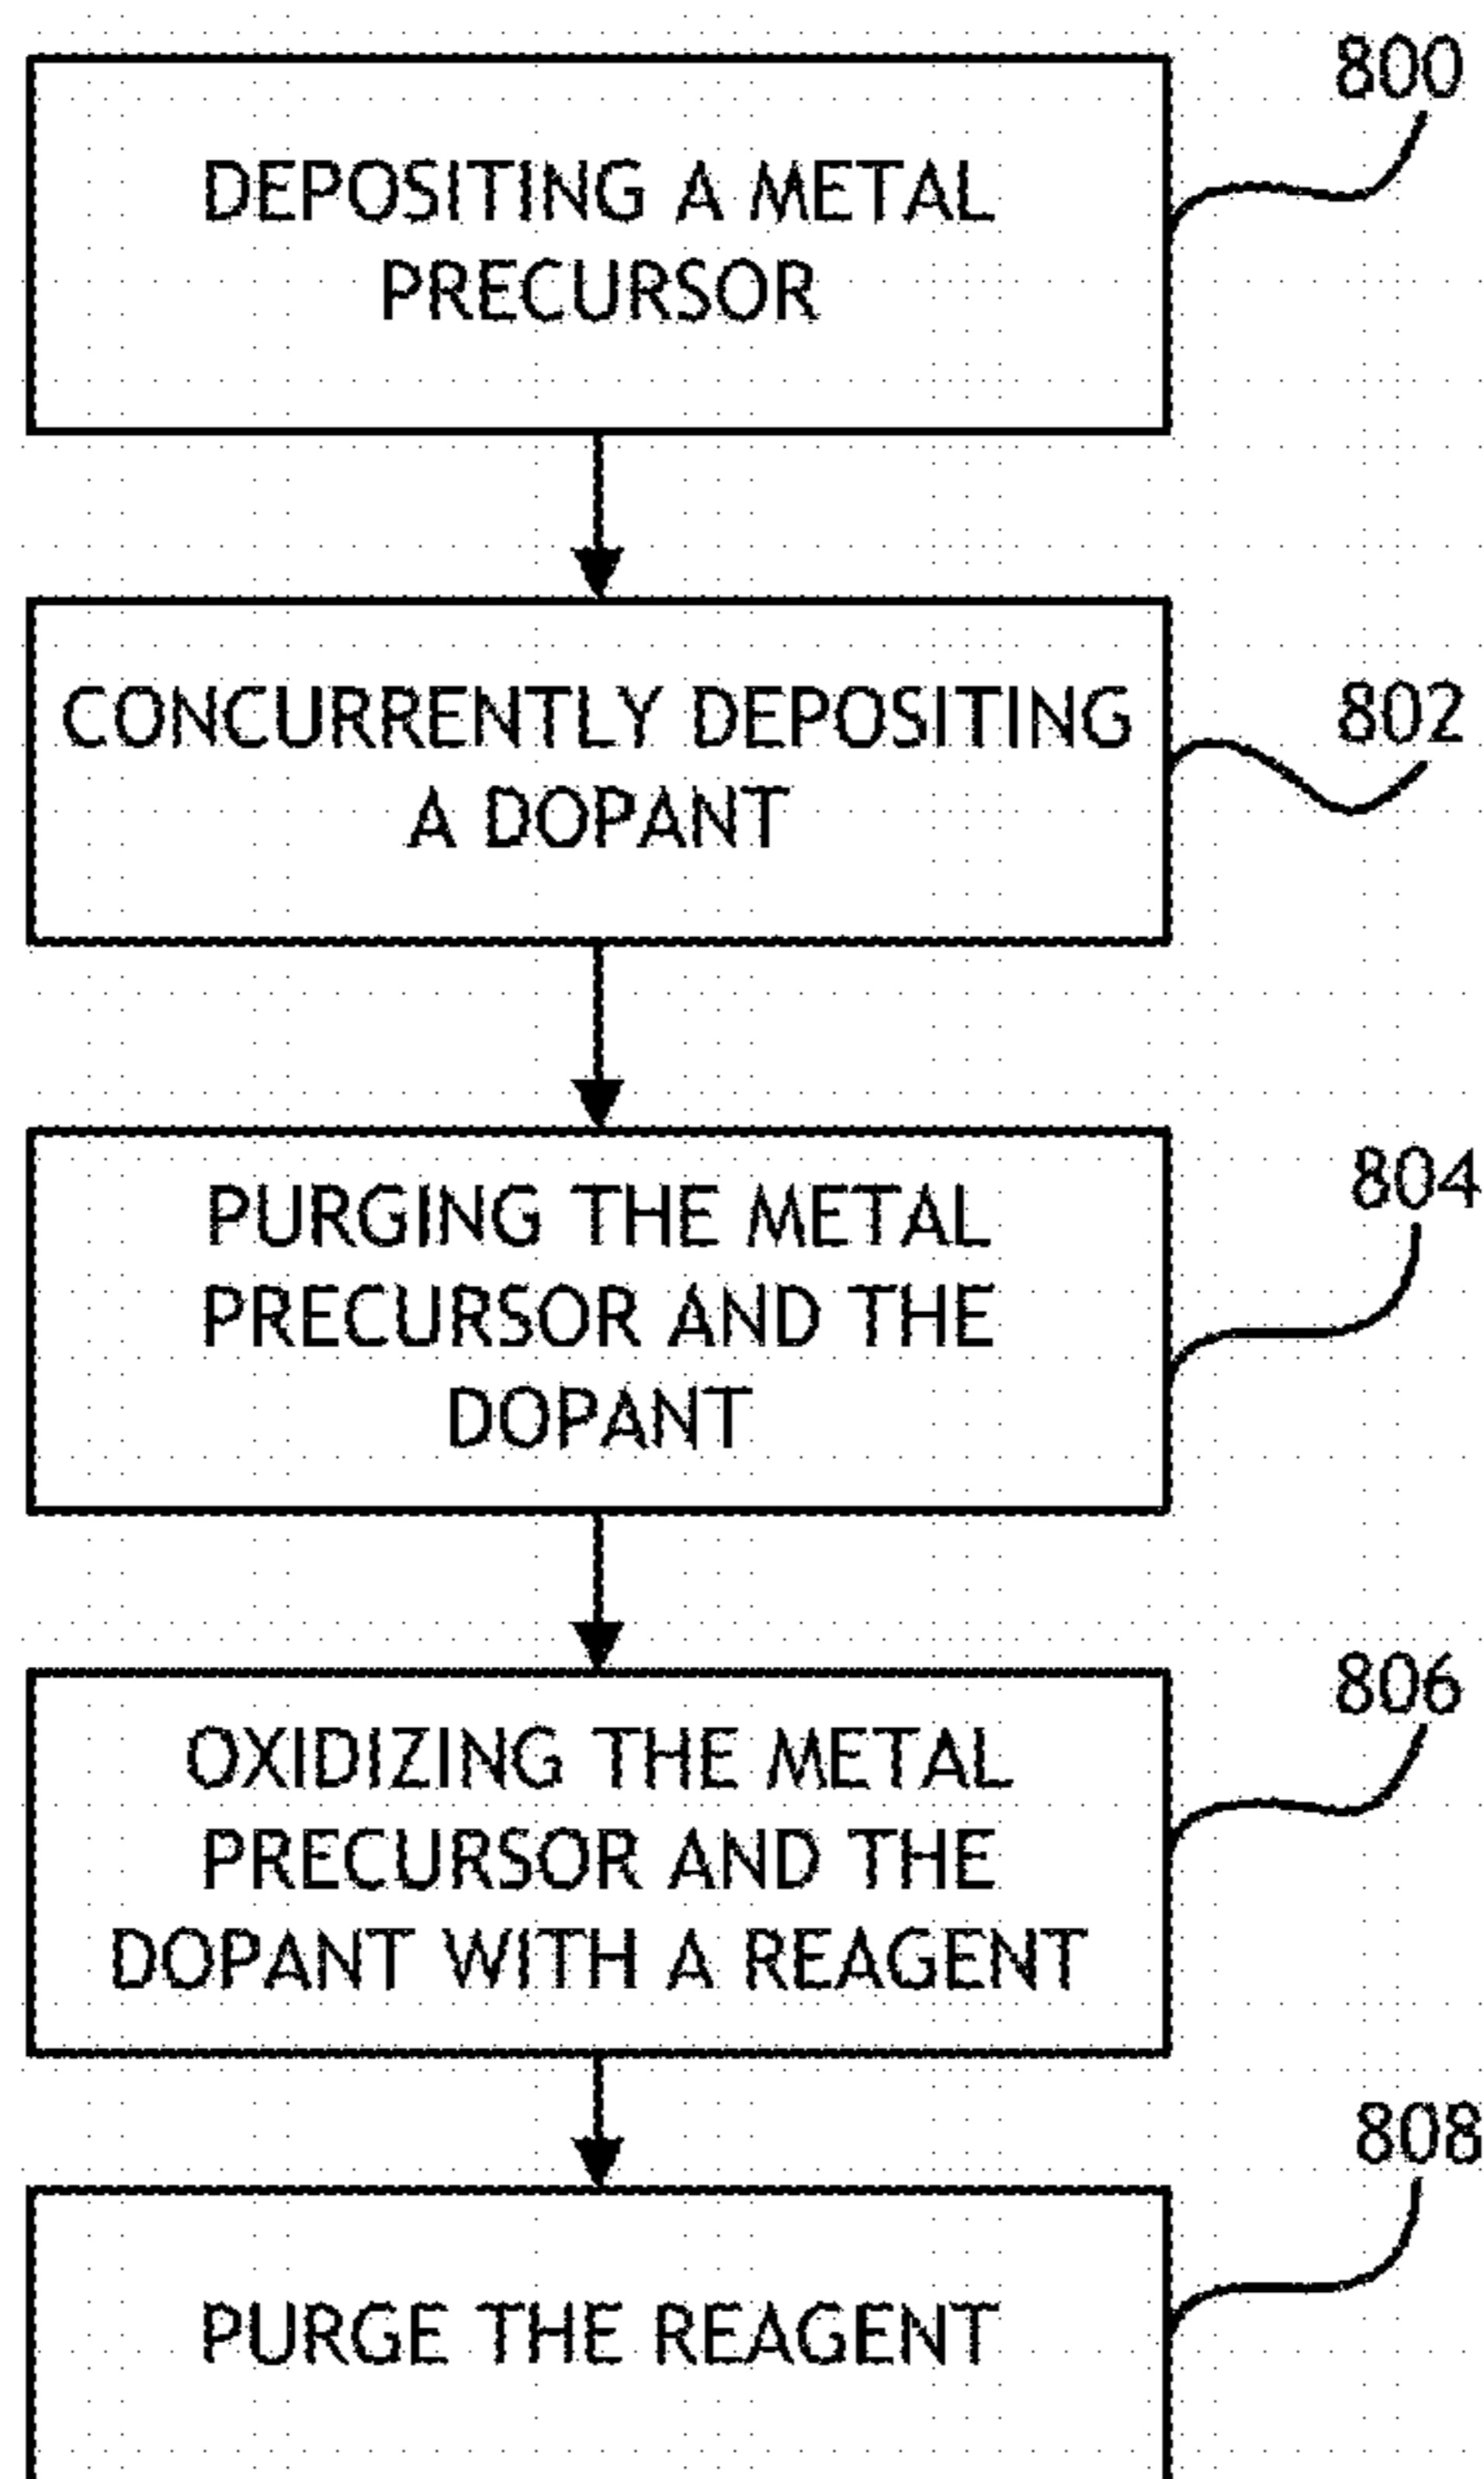 800
DEPOSITING A METAL
PRECURSOR
802
CONCURRENTLY DEPOSITING
A DOPANT
804
PURGING THE METAL
PRECURSOR AND THE
DOPANT
806
OXIDIZING THE METAL
PRECURSOR AND THE
DOPANT WITH A REAGENT
808
PURGE THE REAGENT